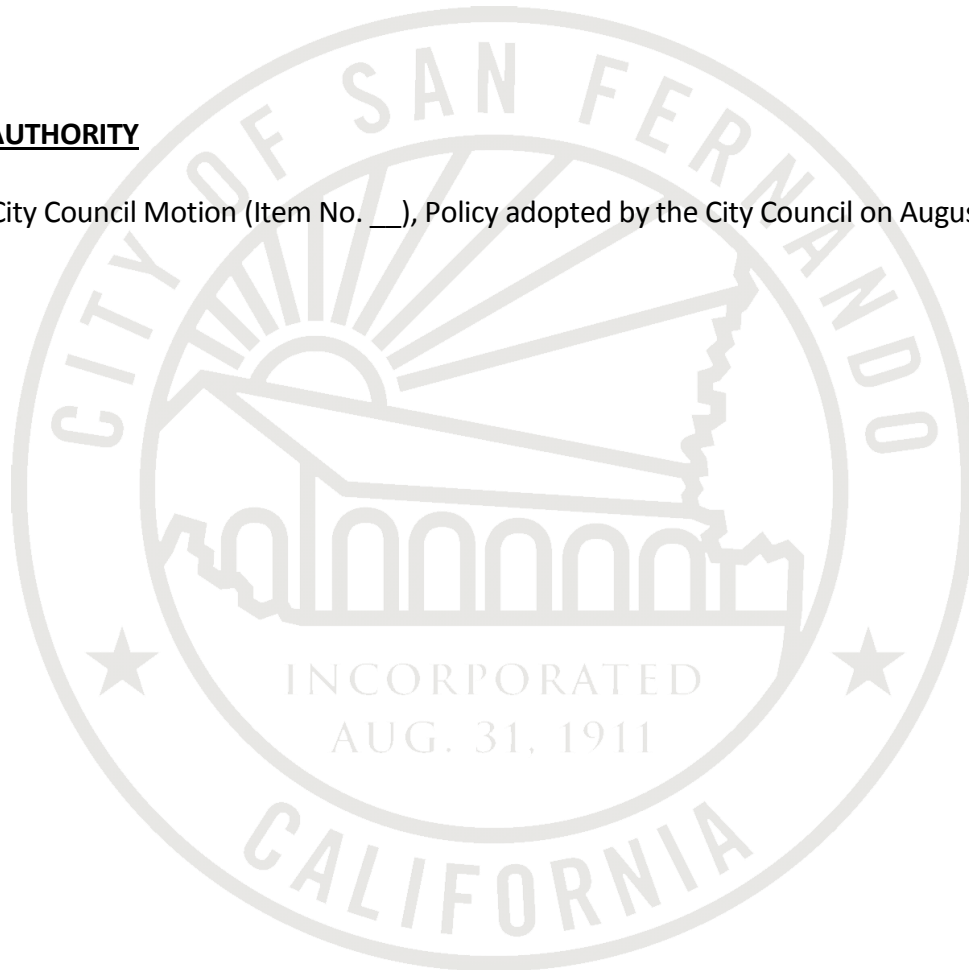 AUTHORITY
City Council Motion (Item No. __), Policy adopted by the City Council on Augus
CITY OF SAN FERNANDO
INCORPORATED
AUG. 31, 1911
CALIFORNIA